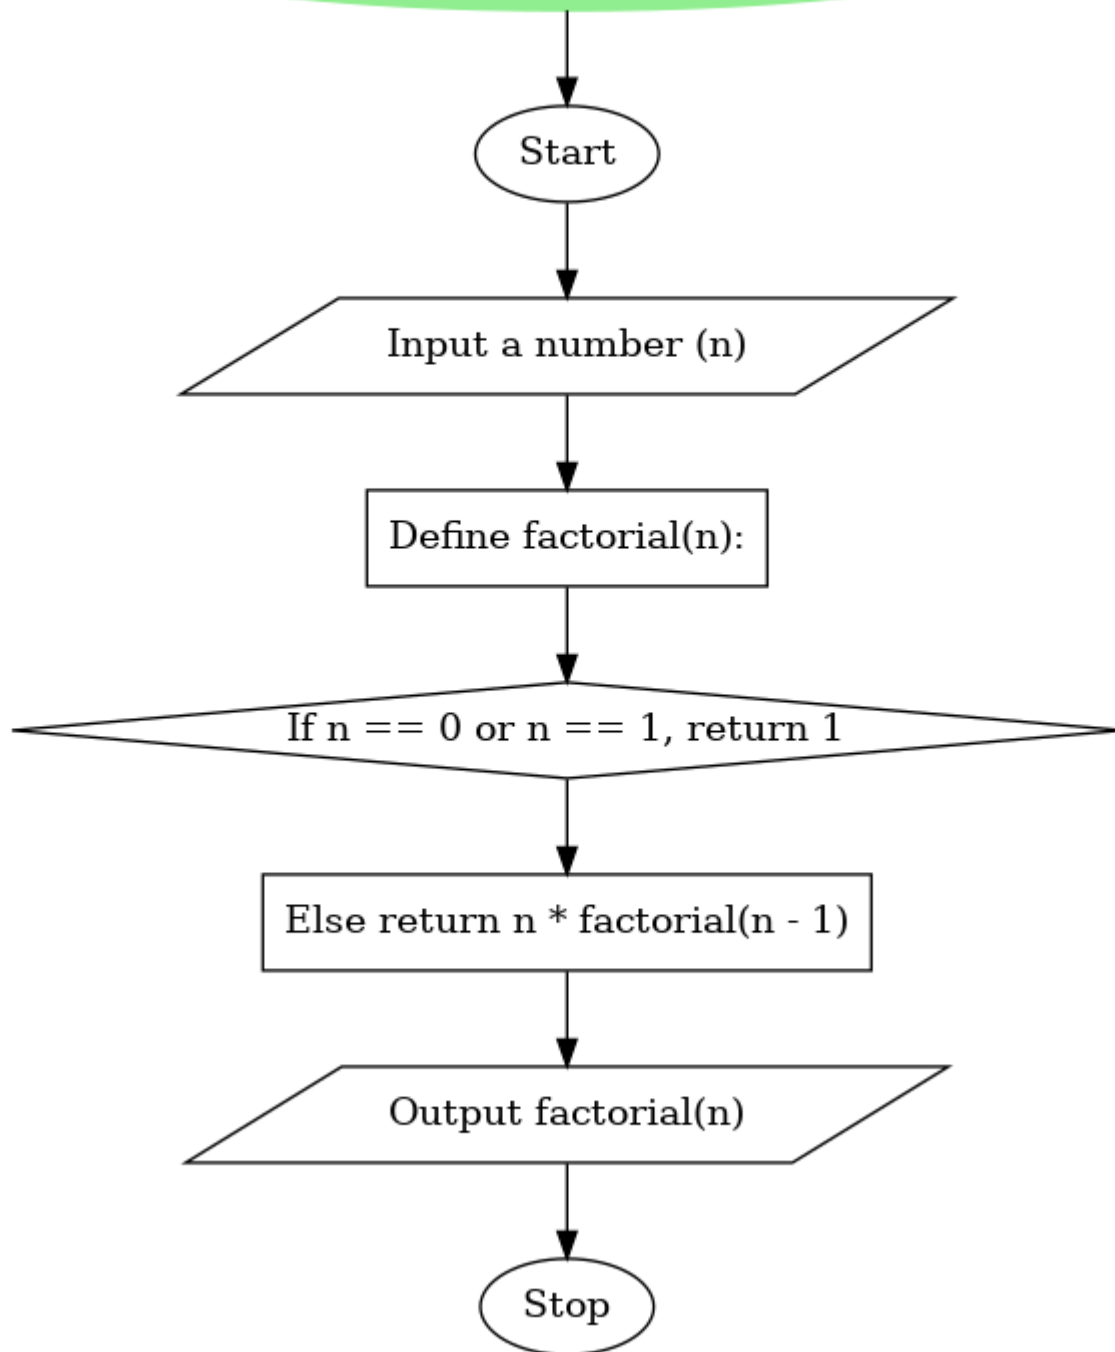 Start
Input a number (n)
Define factorial(n):
If n == 0 or n == 1, return 1
Else return n * factorial(n - 1)
Output factorial(n)
Stop